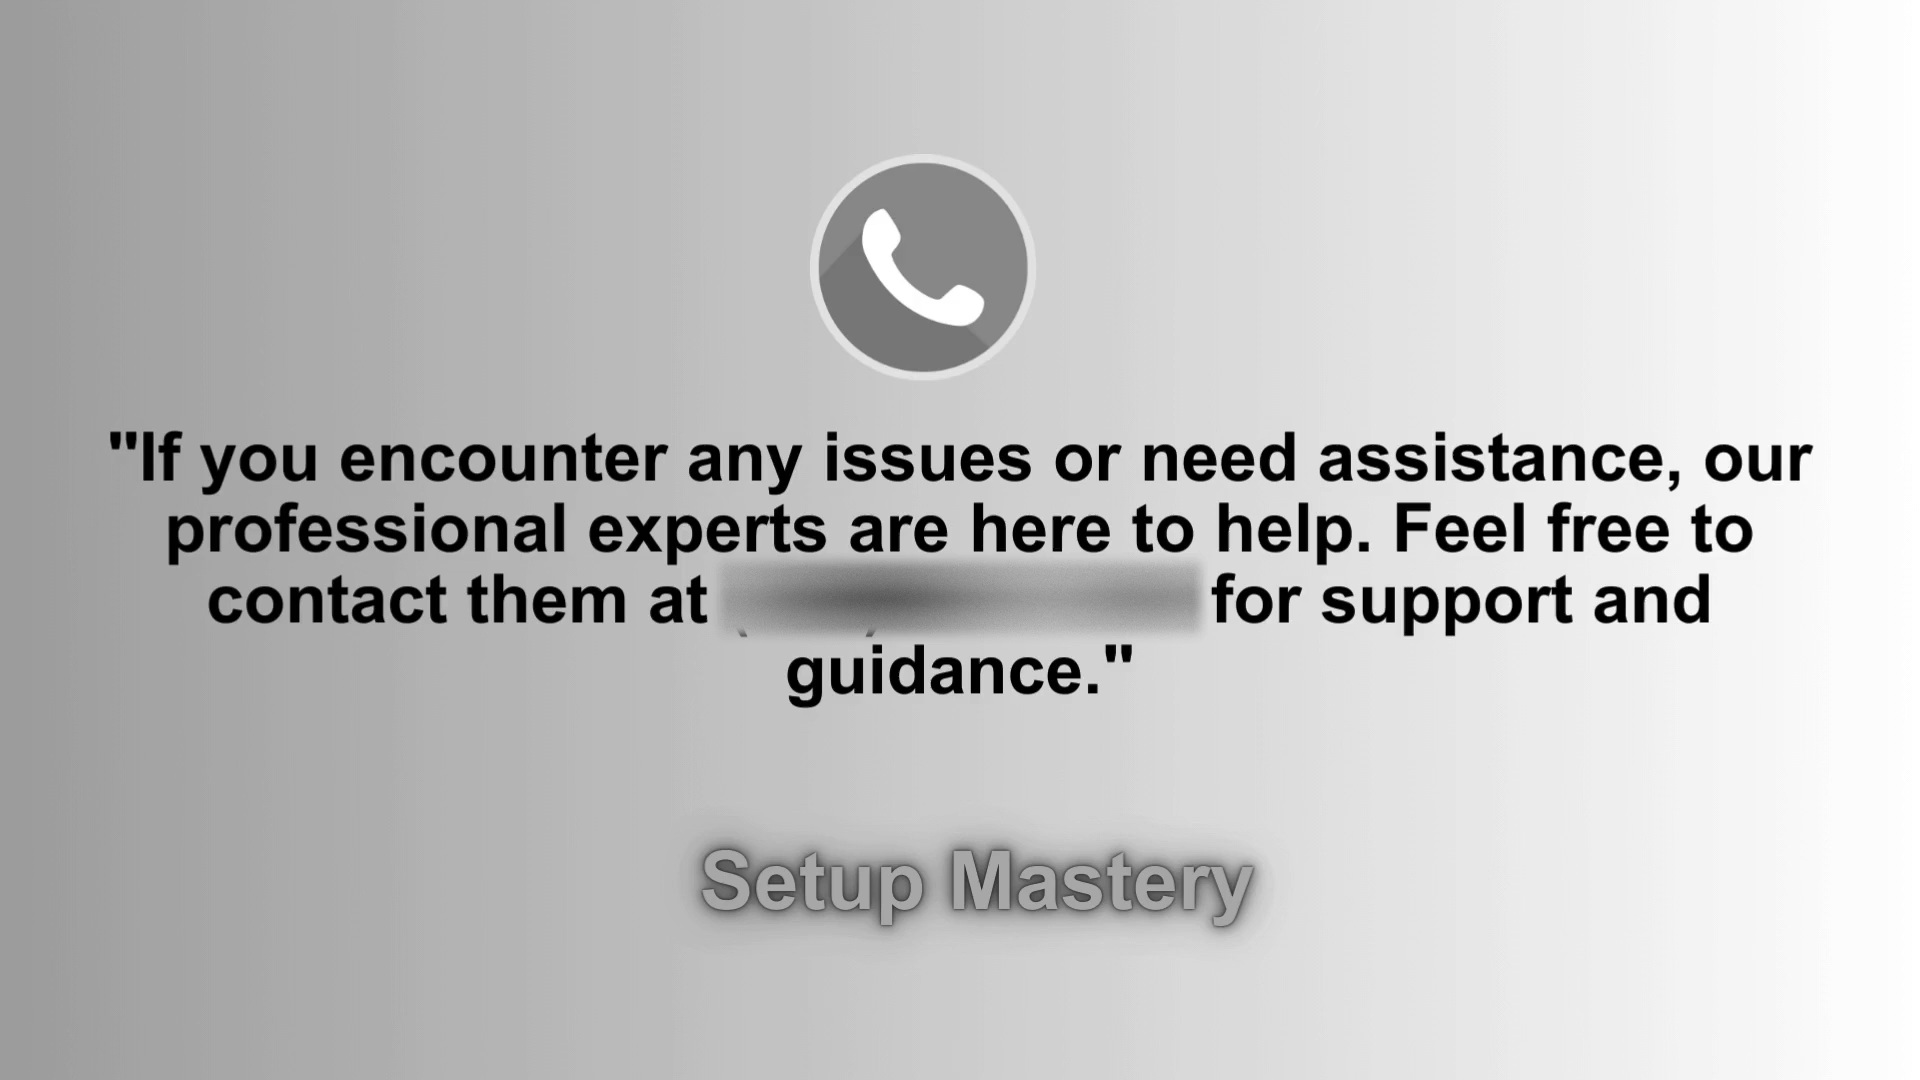 "If you encounter any issues or need assistance, our
professional experts are here to help. Feel free to
contact them at for support and
guidance."
Setup Mastery